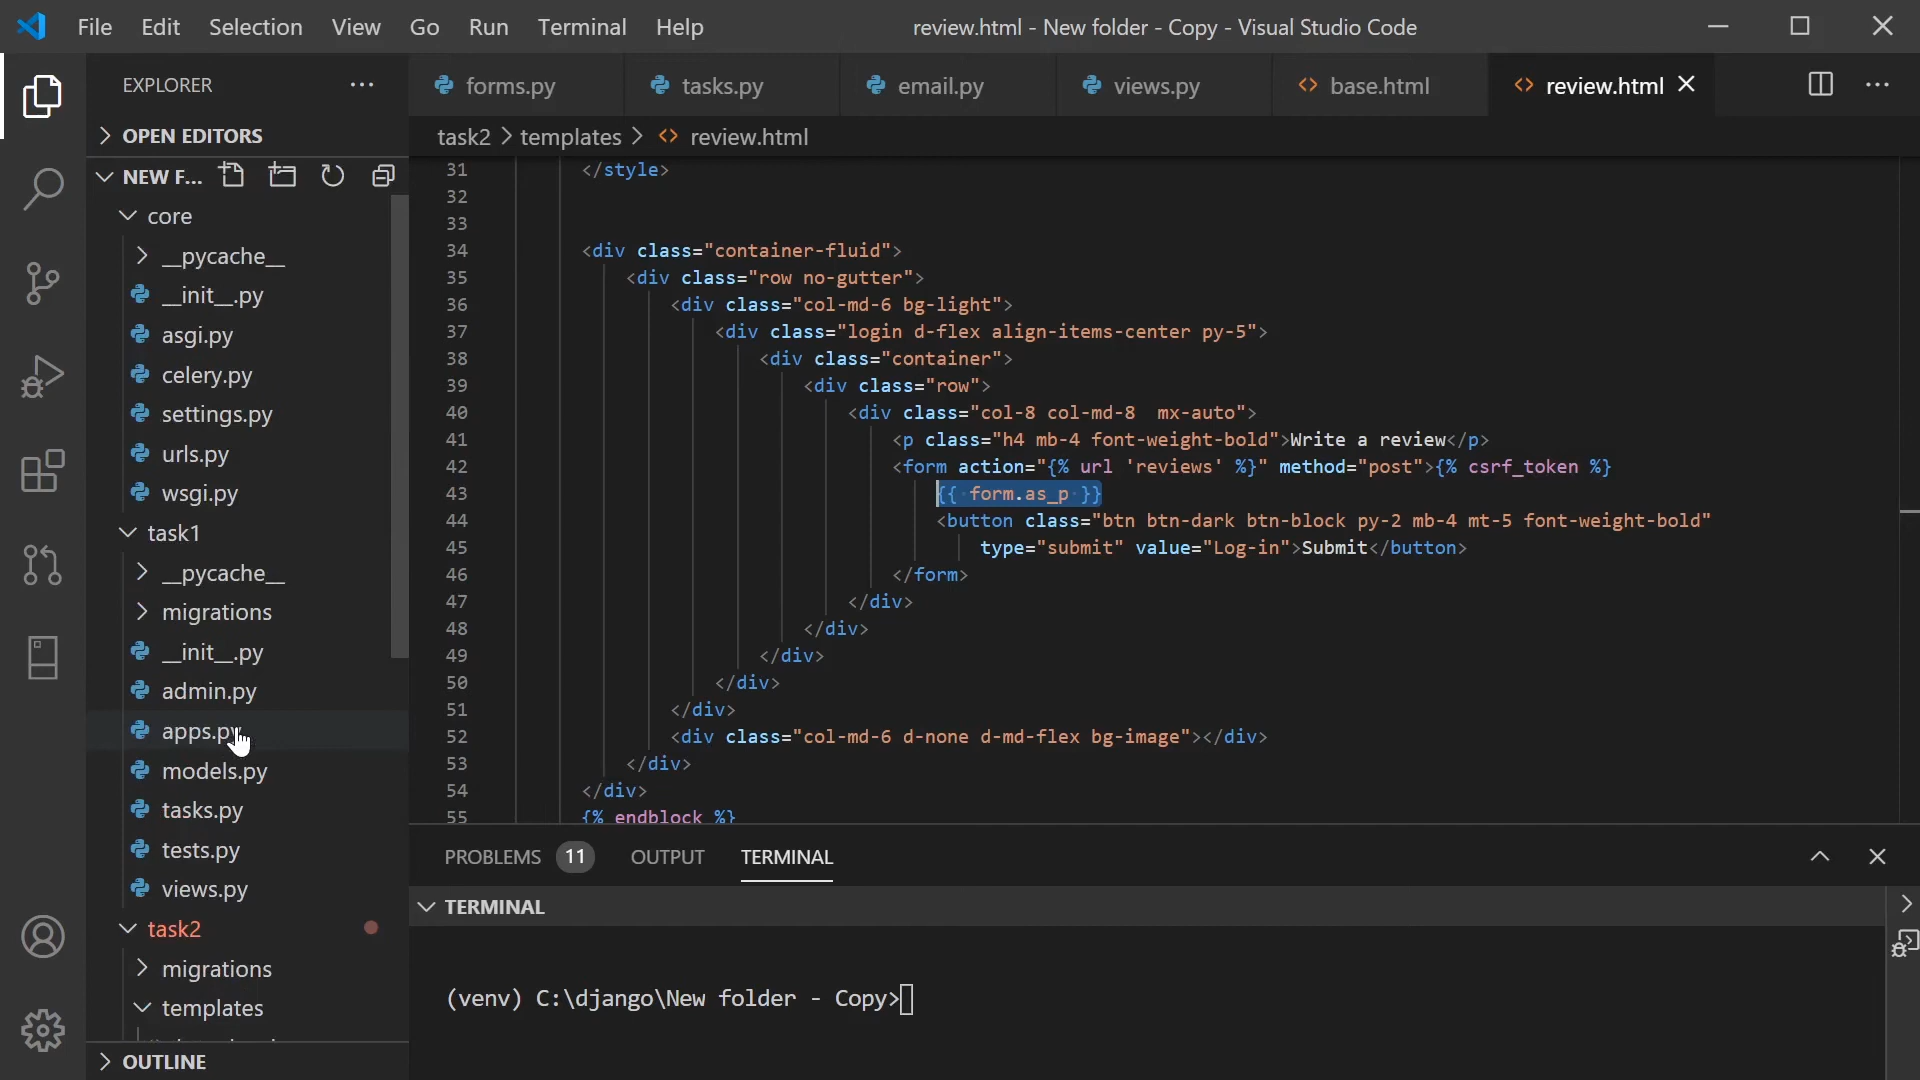 File Edit Selection View Go Run Terminal Help review.html - New folder - Copy - Visual Studio Code
EXPLORER
forms.py tasks.py email.py views.py base.html review.html
OPEN EDITORS
task2 > templates > review.html
NEW F...
core
__pycache__
__init__.py
asgi.py
celery.py
settings.py
urls.py
wsgi.py
task1
__pycache__
migrations
__init__.py
admin.py
apps.py
models.py
tasks.py
tests.py
views.py
task2
migrations
templates
OUTLINE
31 </style>
32
33
34 <div class="container-fluid">
35 <div class="row no-gutter">
36 <div class="col-md-6 bg-light">
37 <div class="login d-flex align-items-center py-5">
38 <div class="container">
39 <div class="row">
40 <div class="col-8 col-md-8  mx-auto">
41 <p class="h4 mb-4 font-weight-bold">Write a review</p>
42 <form action="{% url 'reviews' %}" method="post">{% csrf_token %}
43 {{ form.as_p }}
44 <button class="btn btn-dark btn-block py-2 mb-4 mt-5 font-weight-bold"
45 type="submit" value="Log-in">Submit</button>
46 </form>
47 </div>
48 </div>
49 </div>
50 </div>
51 </div>
52 <div class="col-md-6 d-none d-md-flex bg-image"></div>
53 </div>
54 </div>
55 {% endblock %}
PROBLEMS 11 OUTPUT TERMINAL
TERMINAL
(venv) C:\django\New folder - Copy>